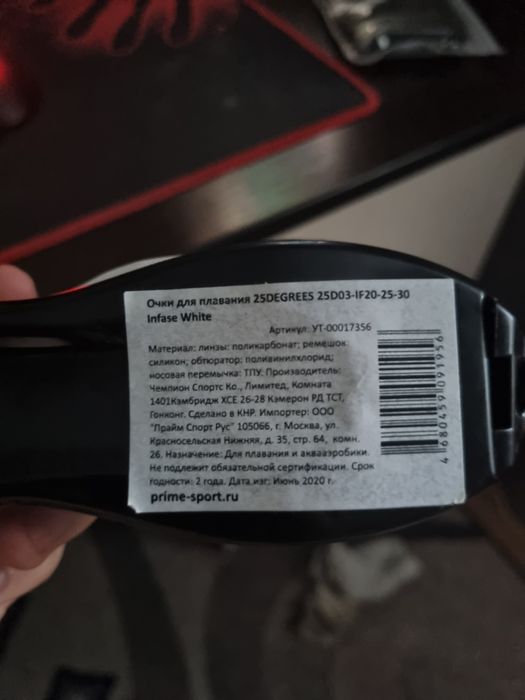 Очки для плавания 25DEGREES 25D03-IF20-25-30
Infase White
Артикул: УТ-00017356
Материал: линзы: поликарбонат; ремешок:
силикон; обтюратор: поливинилхлорид;
носовая перемычка: ТПУ. Производитель:
Чемпион Спортс Ко., Лимитед, Комната
1401Кэмбридж ХСЕ 26-28 Кэмерон РД ТСТ,
Гонконг. Сделано в КНР. Импортер: ООО
"Прайм Спорт Рус" 105066, г. Москва, ул.
Красносельская Нижняя, д. 35, стр. 64, комн.
26. Назначение: Для плавания и аквааэробики.
Не подлежит обязательной сертификации. Срок
годности: 2 года. Дата изг: Июнь 2020 г.
prime-sport.ru
4 680459 091956